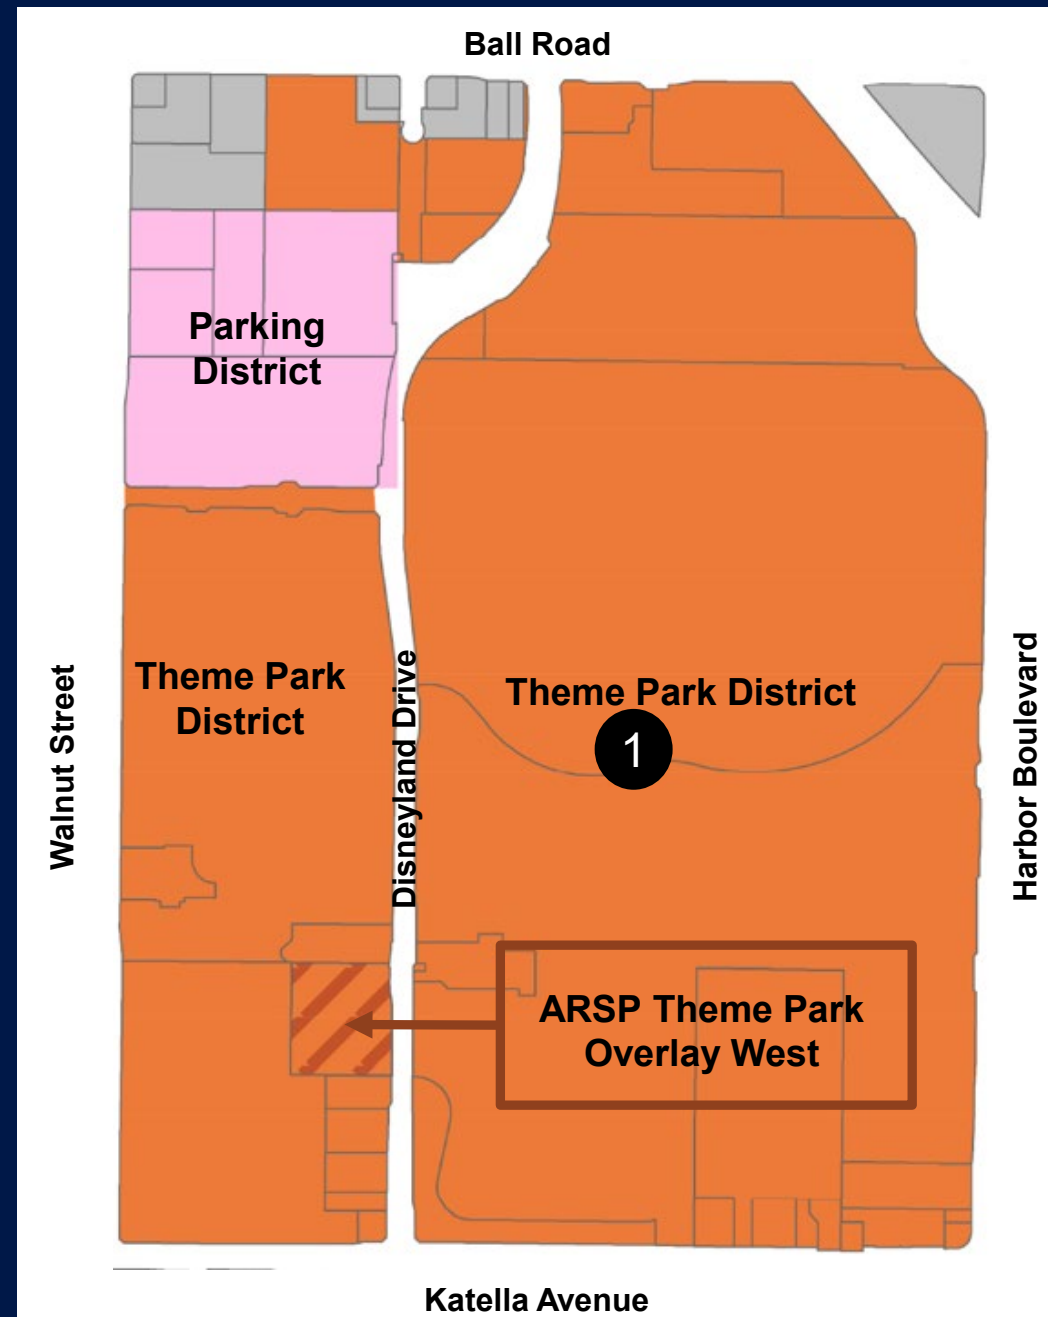 Ball Road
Parking
District
Theme Park
District
Theme Park District
1
Walnut Street
Disneyland Drive
Harbor Boulevard
ARSP Theme Park
Overlay West
Katella Avenue